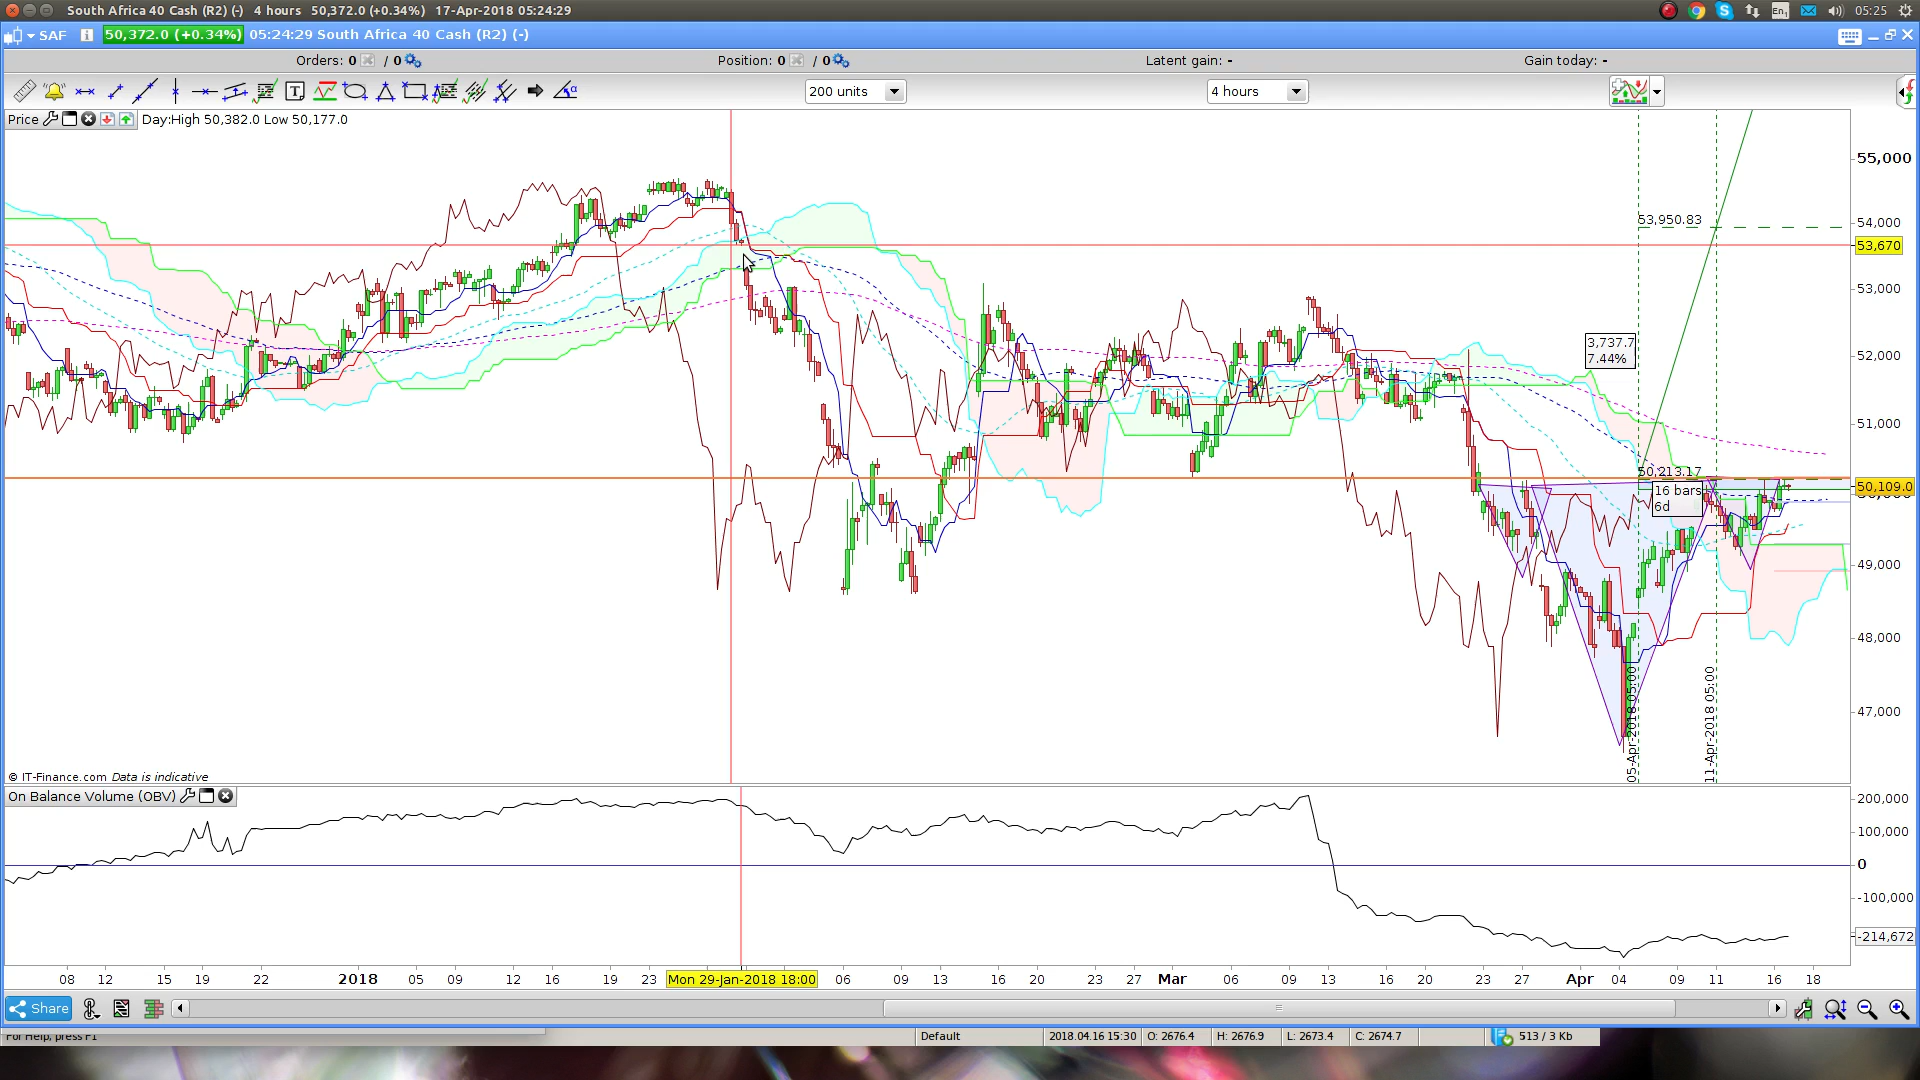 South Africa 40 Cash (R2) (-)   4 hours   50,372.0 (+0.34%)   17-Apr-2018 05:24:29
En1
05:25
SAF
i
50,372.0 (+0.34%)
05:24:29 South Africa 40 Cash (R2) (-)
Orders: 0 / 0
Position: 0 / 0
Latent gain: -
Gain today: -
200 units
4 hours
Price
Day:High 50,382.0 Low 50,177.0
55,000
53,950.83
54,000
53,670
53,000
3,737.7
7.44%
52,000
51,000
50,213.17
50,109.0
16 bars
6d
49,000
48,000
47,000
05-Apr-2018 05:00
11-Apr-2018 05:00
© IT-Finance.com Data is indicative
On Balance Volume (OBV)
200,000
100,000
0
-100,000
-214,672
08 12 15 19 22 2018 05 09 12 16 19 23 Mon 29-Jan-2018 18:00 06 09 13 16 20 23 27 Mar 06 09 13 16 20 23 27 Apr 04 09 11 16 18
Share
For Help, press F1
Default
2018.04.16 15:30
O: 2676.4
H: 2676.9
L: 2673.4
C: 2674.7
513 / 3 Kb